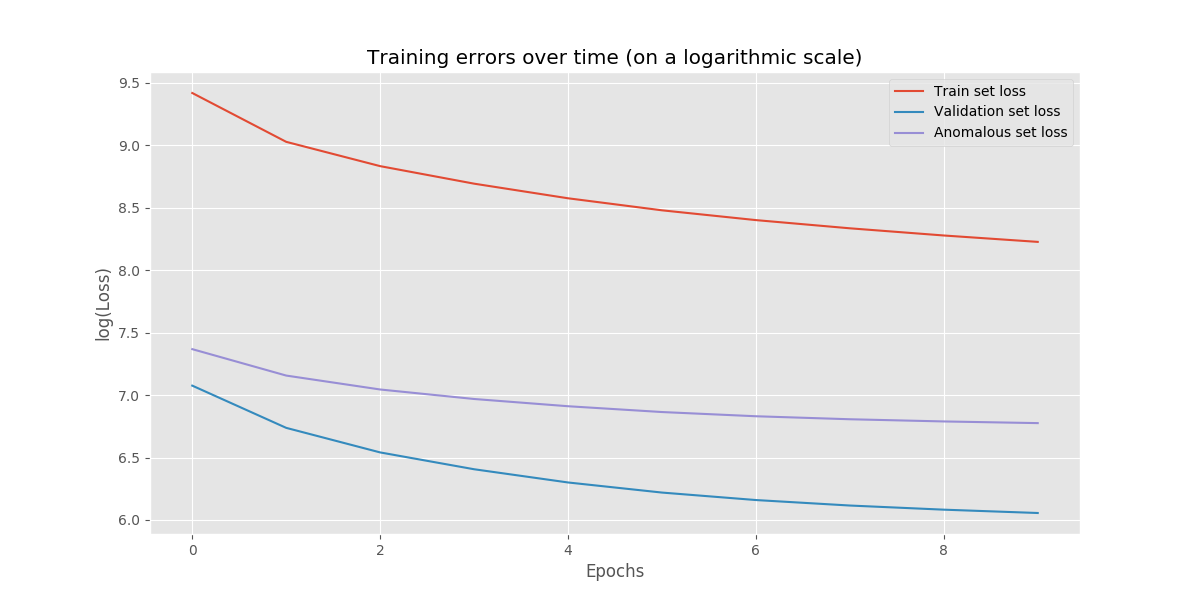 Training errors over time (on a logarithmic scale)
Train set loss
Validation set loss
Anomalous set loss
log(Loss)
9.5
9.0
8.5
8.0
7.5
7.0
6.5
6.0
0 2 4 6 8
Epochs